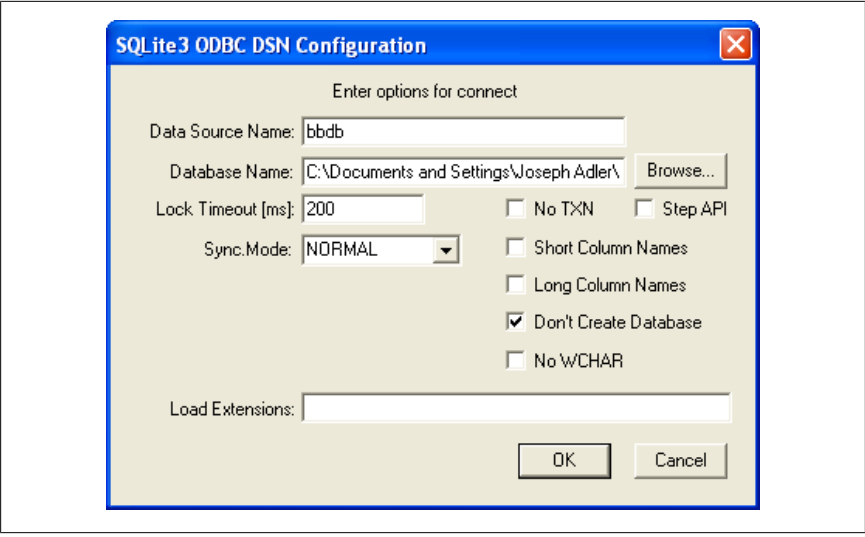 SQLite3 ODBC DSN Configuration
Enter options for connect
Data Source Name: bbdb
Database Name: C:\Documents and Settings\Joseph Adler\ Browse...
Lock Timeout [ms]: 200 No TXN Step API
Sync.Mode: NORMAL Short Column Names
Long Column Names
Don't Create Database
No WCHAR
Load Extensions:
OK Cancel